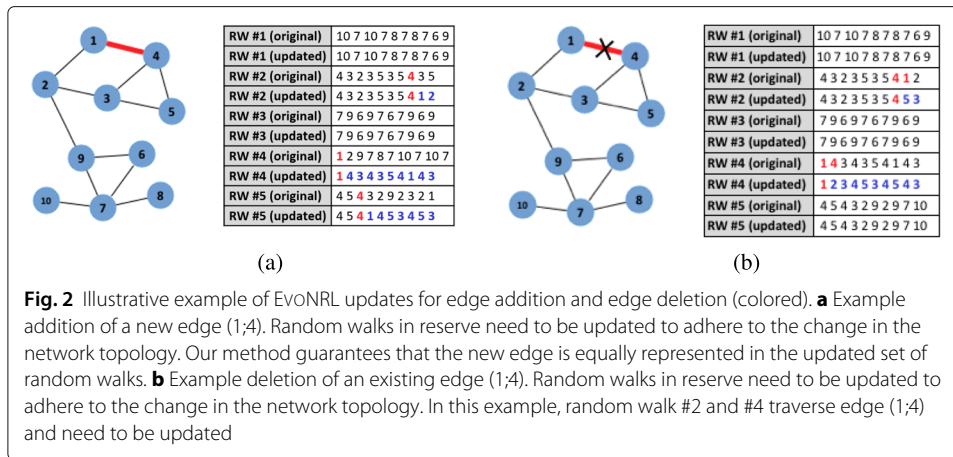 1
4
2
3
5
9
6
10
7
8
RW #1 (original) 10 7 10 7 8 7 8 7 6 9
RW #1 (updated) 10 7 10 7 8 7 8 7 6 9
RW #2 (original) 4 3 2 3 5 3 5 4 3 5
RW #2 (updated) 4 3 2 3 5 3 5 4 1 2
RW #3 (original) 7 9 6 9 7 6 7 9 6 9
RW #3 (updated) 7 9 6 9 7 6 7 9 6 9
RW #4 (original) 1 2 9 7 8 7 10 7 10 7
RW #4 (updated) 1 4 3 4 3 5 4 1 4 3
RW #5 (original) 4 5 4 3 2 9 2 3 2 1
RW #5 (updated) 4 5 4 1 4 5 3 4 5 3
(a)
1
4
2
3
5
9
6
10
7
8
RW #1 (original) 10 7 10 7 8 7 8 7 6 9
RW #1 (updated) 10 7 10 7 8 7 8 7 6 9
RW #2 (original) 4 3 2 3 5 3 5 4 1 2
RW #2 (updated) 4 3 2 3 5 3 5 4 5 3
RW #3 (original) 7 9 6 9 7 6 7 9 6 9
RW #3 (updated) 7 9 6 9 7 6 7 9 6 9
RW #4 (original) 1 4 3 4 3 5 4 1 4 3
RW #4 (updated) 1 2 3 4 5 3 4 5 4 3
RW #5 (original) 4 5 4 3 2 9 2 9 7 10
RW #5 (updated) 4 5 4 3 2 9 2 9 7 10
(b)
Fig. 2 Illustrative example of EVONRL updates for edge addition and edge deletion (colored). a Example
addition of a new edge (1;4). Random walks in reserve need to be updated to adhere to the change in the
network topology. Our method guarantees that the new edge is equally represented in the updated set of
random walks. b Example deletion of an existing edge (1;4). Random walks in reserve need to be updated to
adhere to the change in the network topology. In this example, random walk #2 and #4 traverse edge (1;4)
and need to be updated